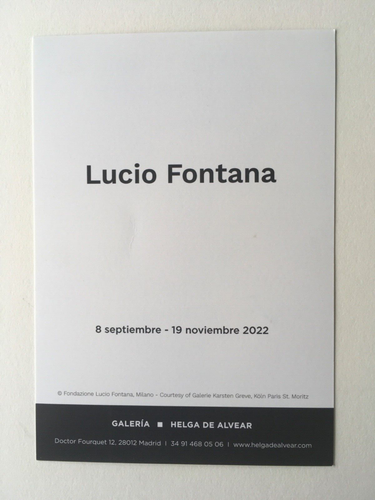 Lucio Fontana
8 septiembre - 19 noviembre 2022
© Fondazione Lucio Fontana, Milano – Courtesy of Galerie Karsten Greve, Köln Paris St. Moritz
GALERÍA ■ HELGA DE ALVEAR
Doctor Fourquet 12, 28012 Madrid | 34 91 468 05 06 | www.helgadealvear.com